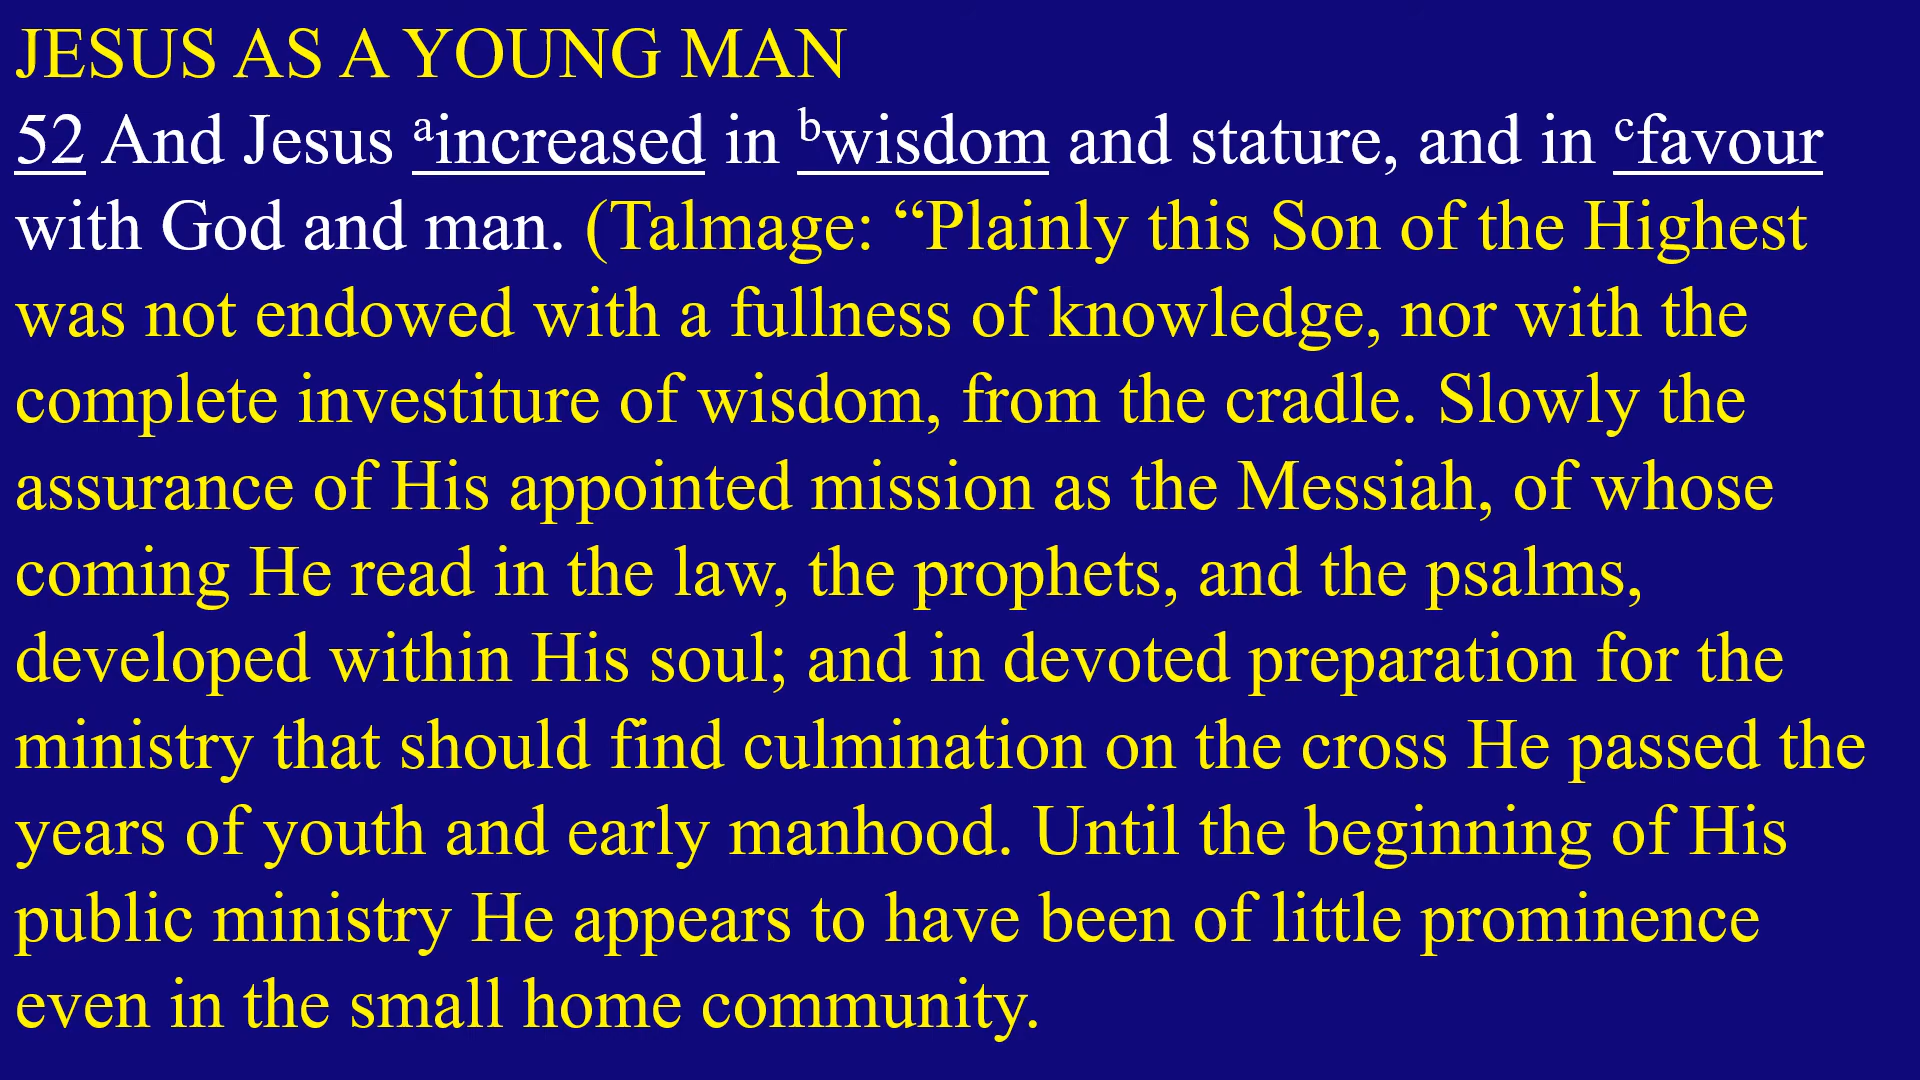 JESUS AS A YOUNG MAN
52 And Jesus aincreased in bwisdom and stature, and in cfavour
with God and man. (Talmage: “Plainly this Son of the Highest
was not endowed with a fullness of knowledge, nor with the
complete investiture of wisdom, from the cradle. Slowly the
assurance of His appointed mission as the Messiah, of whose
coming He read in the law, the prophets, and the psalms,
developed within His soul; and in devoted preparation for the
ministry that should find culmination on the cross He passed the
years of youth and early manhood. Until the beginning of His
public ministry He appears to have been of little prominence
even in the small home community.